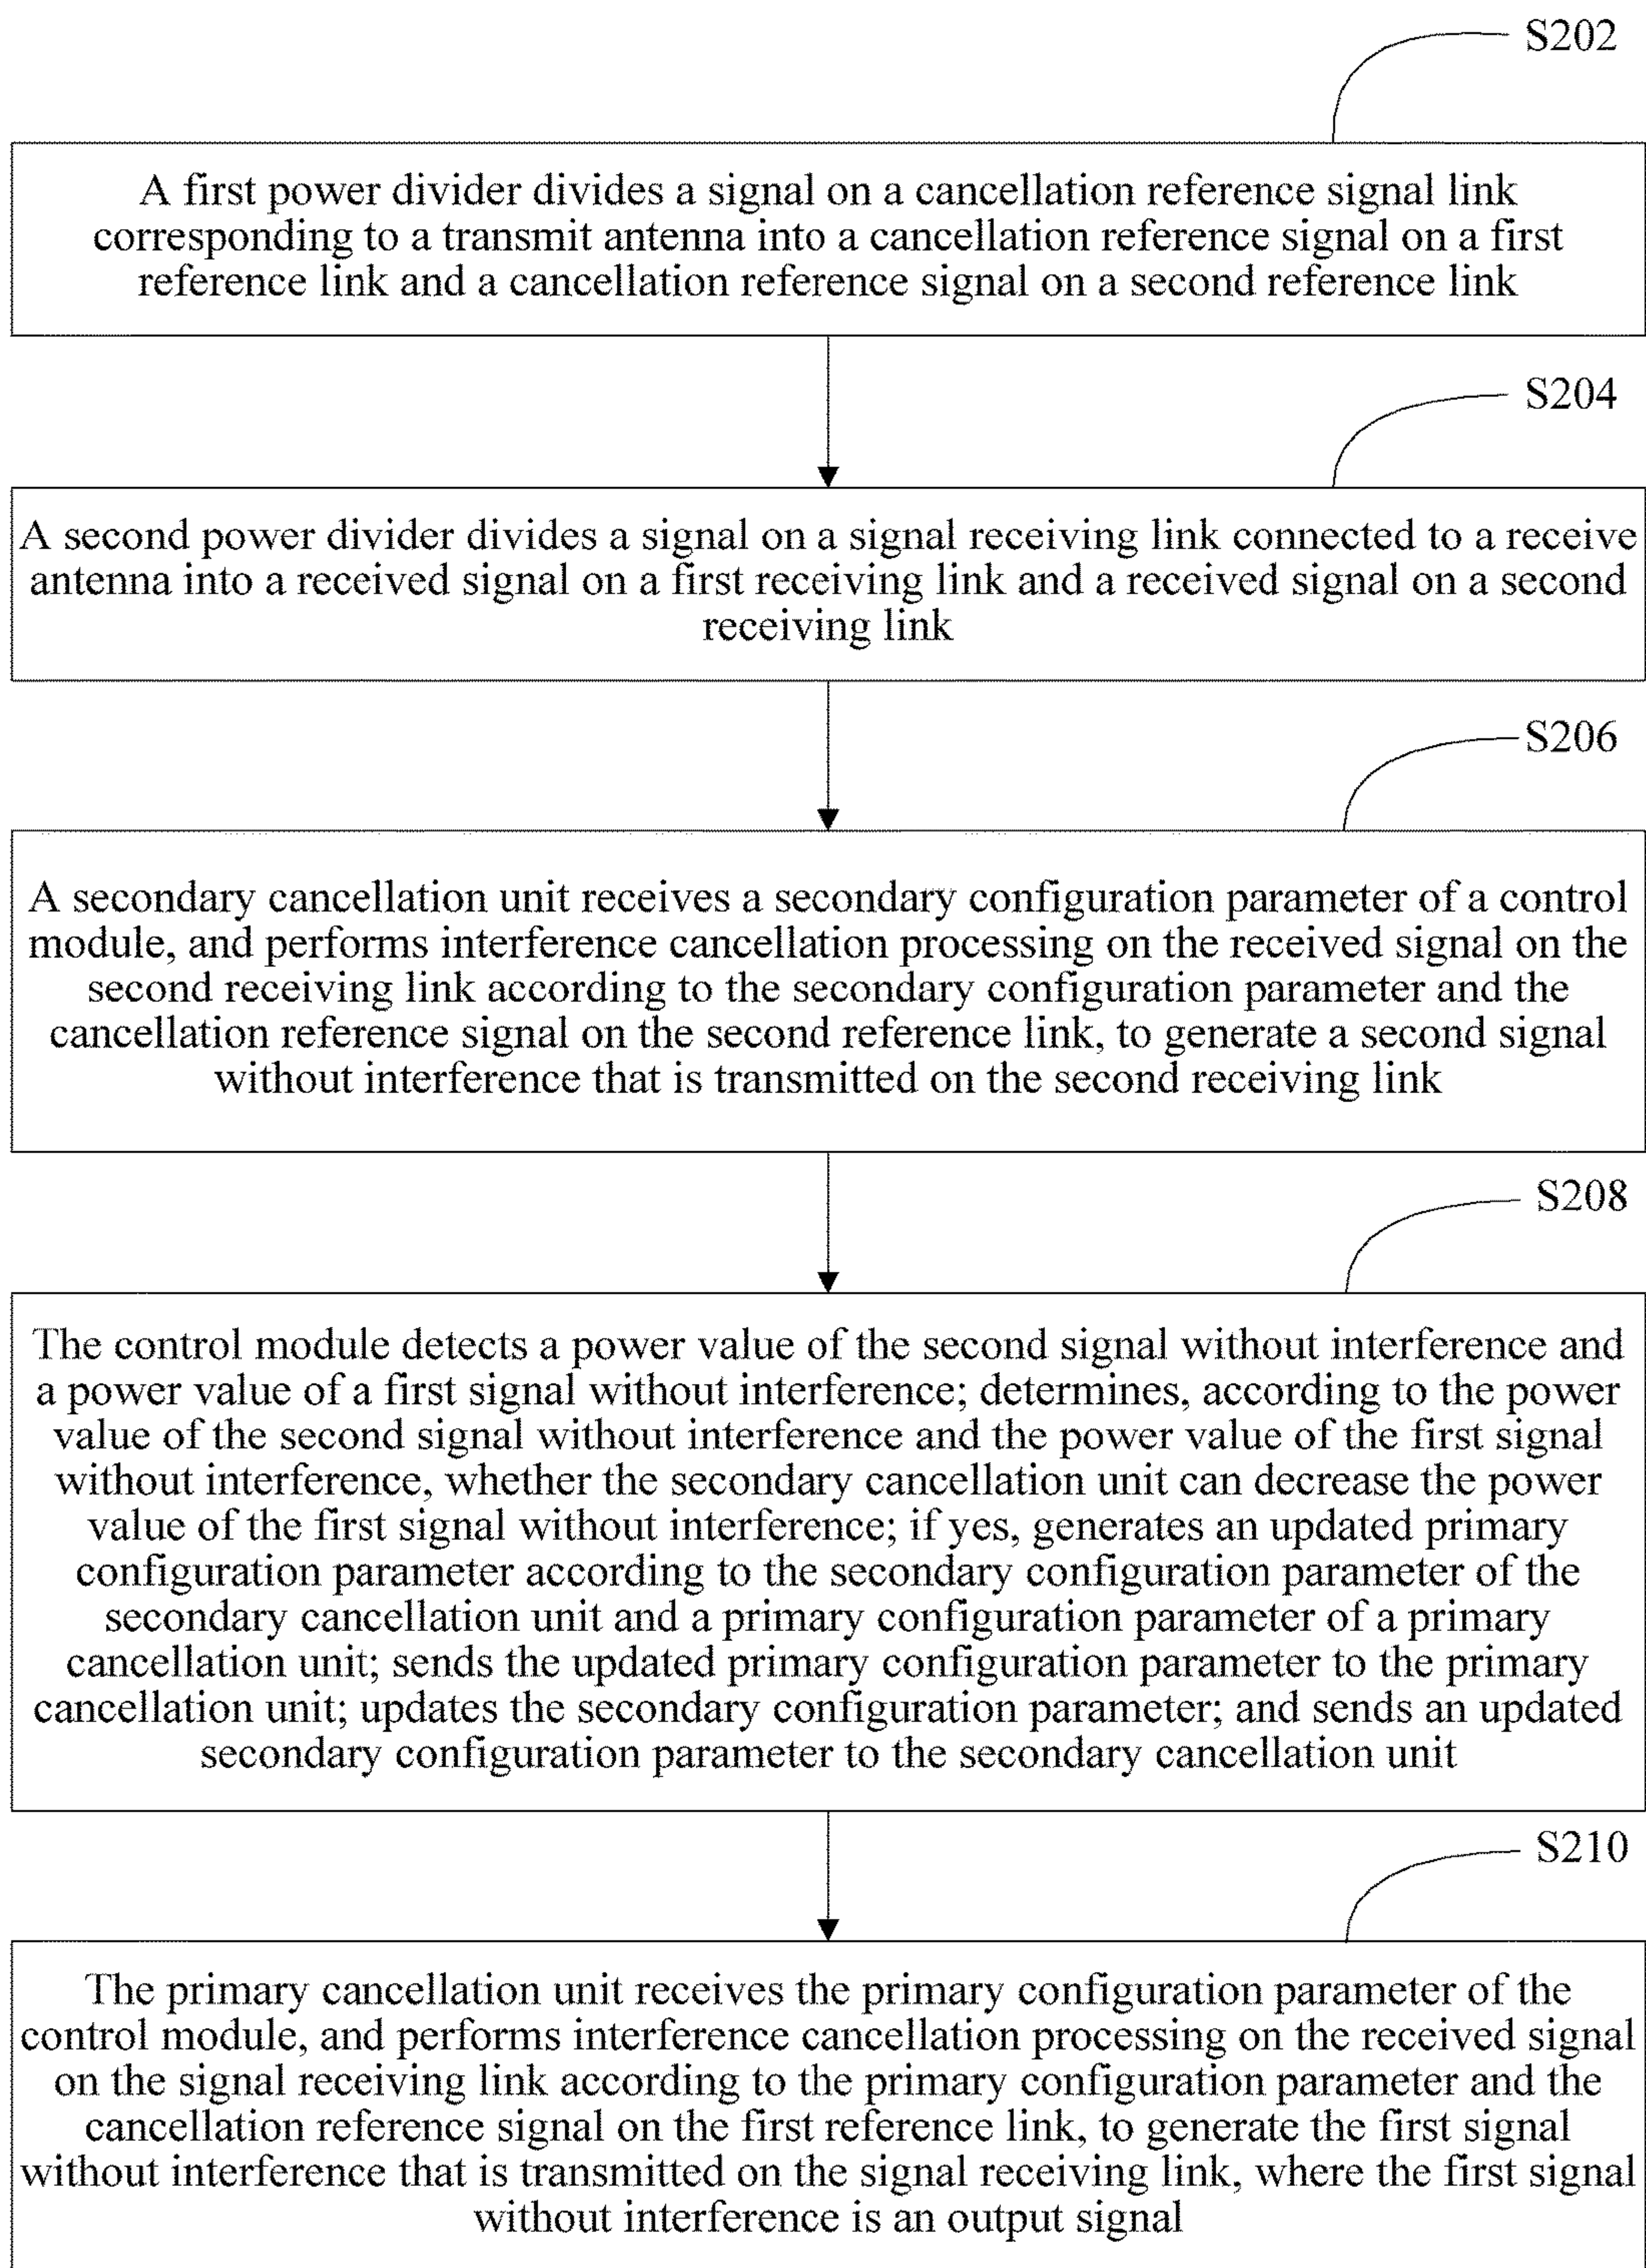 S202
A first power divider divides a signal on a cancellation reference signal link
corresponding to a transmit antenna into a cancellation reference signal on a first
reference link and a cancellation reference signal on a second reference link
S204
A second power divider divides a signal on a signal receiving link connected to a receive
antenna into a received signal on a first receiving link and a received signal on a second
receiving link
S206
A secondary cancellation unit receives a secondary configuration parameter of a control
module, and performs interference cancellation processing on the received signal on the
second receiving link according to the secondary configuration parameter and the
cancellation reference signal on the second reference link, to generate a second signal
without interference that is transmitted on the second receiving link
S208
The control module detects a power value of the second signal without interference and
a power value of a first signal without interference; determines, according to the power
value of the second signal without interference and the power value of the first signal
without interference, whether the secondary cancellation unit can decrease the power
value of the first signal without interference; if yes, generates an updated primary
configuration parameter according to the secondary configuration parameter of the
secondary cancellation unit and a primary configuration parameter of a primary
cancellation unit; sends the updated primary configuration parameter to the primary
cancellation unit; updates the secondary configuration parameter; and sends an updated
secondary configuration parameter to the secondary cancellation unit
S210
The primary cancellation unit receives the primary configuration parameter of the
control module, and performs interference cancellation processing on the received signal
on the signal receiving link according to the primary configuration parameter and the
cancellation reference signal on the first reference link, to generate the first signal
without interference that is transmitted on the signal receiving link, where the first signal
without interference is an output signal